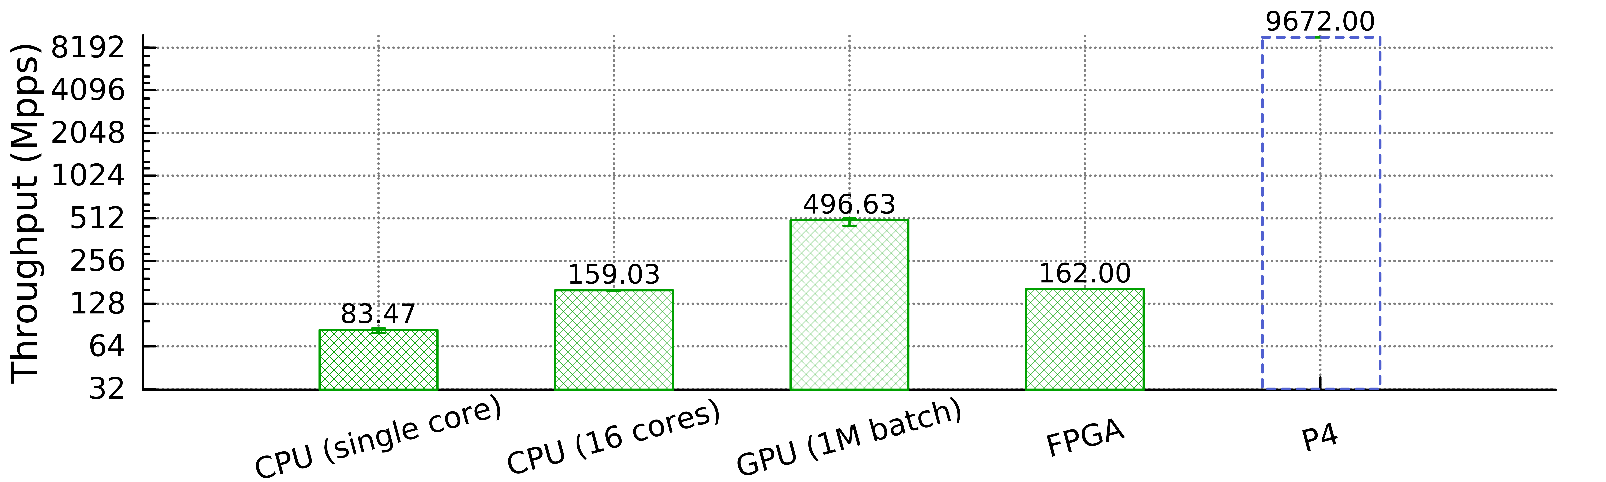 Throughput (Mpps)
8192
4096
2048
1024
512
256
128
64
32
83.47
159.03
496.63
162.00
9672.00
CPU (single core)
CPU (16 cores)
GPU (1M batch)
FPGA
P4